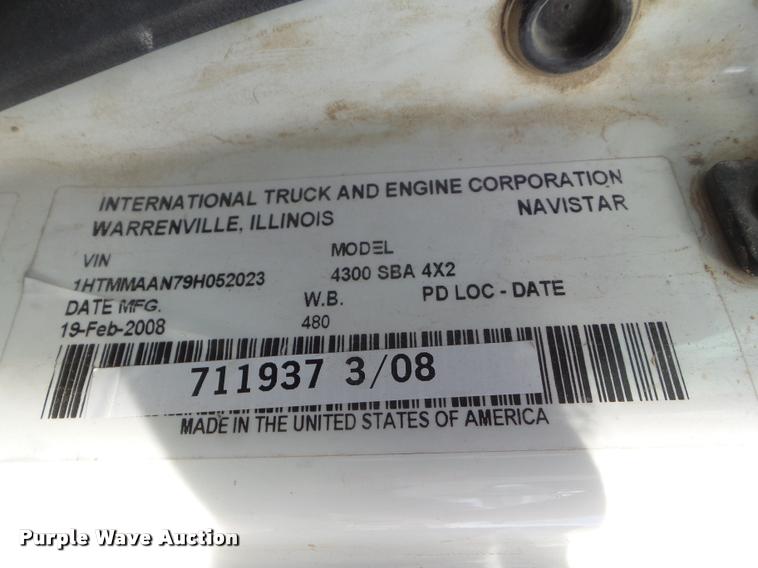 INTERNATIONAL TRUCK AND ENGINE CORPORATION
WARRENVILLE, ILLINOIS NAVISTAR
VIN MODEL
1HTMMAAN79H052023 4300 SBA 4X2
DATE MFG. W.B. PD LOC - DATE
19-Feb-2008 480
711937 3/08
MADE IN THE UNITED STATES OF AMERICA
Purple Wave Auction